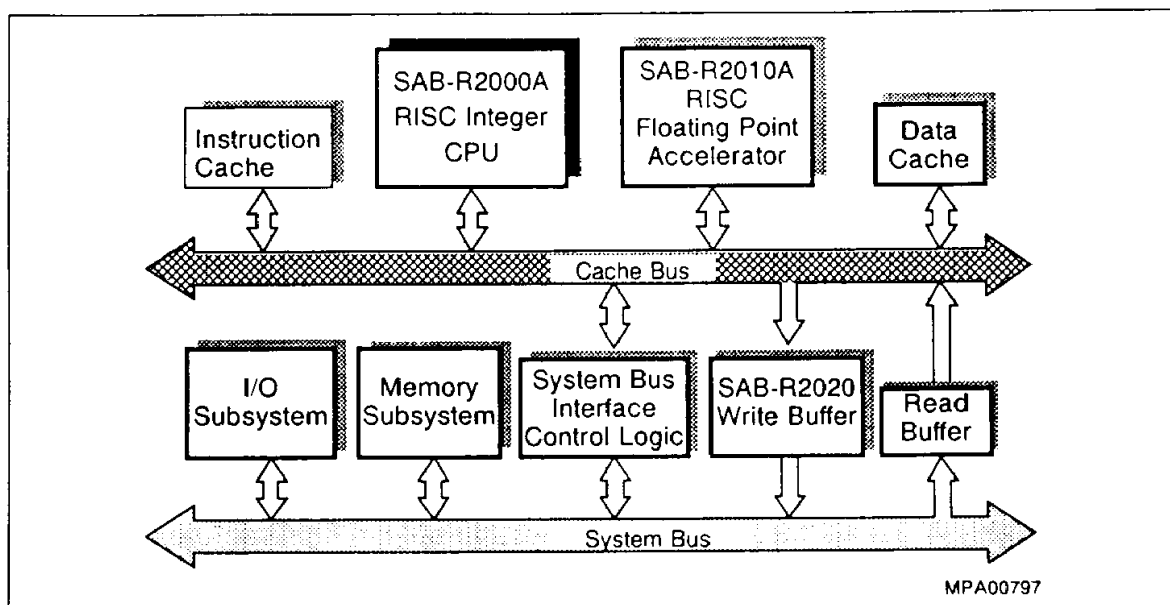 SAB-R2000A
RISC Integer
CPU
SAB-R2010A
RISC
Floating Point
Accelerator
Instruction
Cache
Data
Cache
Cache Bus
I/O
Subsystem
Memory
Subsystem
System Bus
Interface
Control Logic
SAB-R2020
Write Buffer
Read
Buffer
System Bus
MPA00797